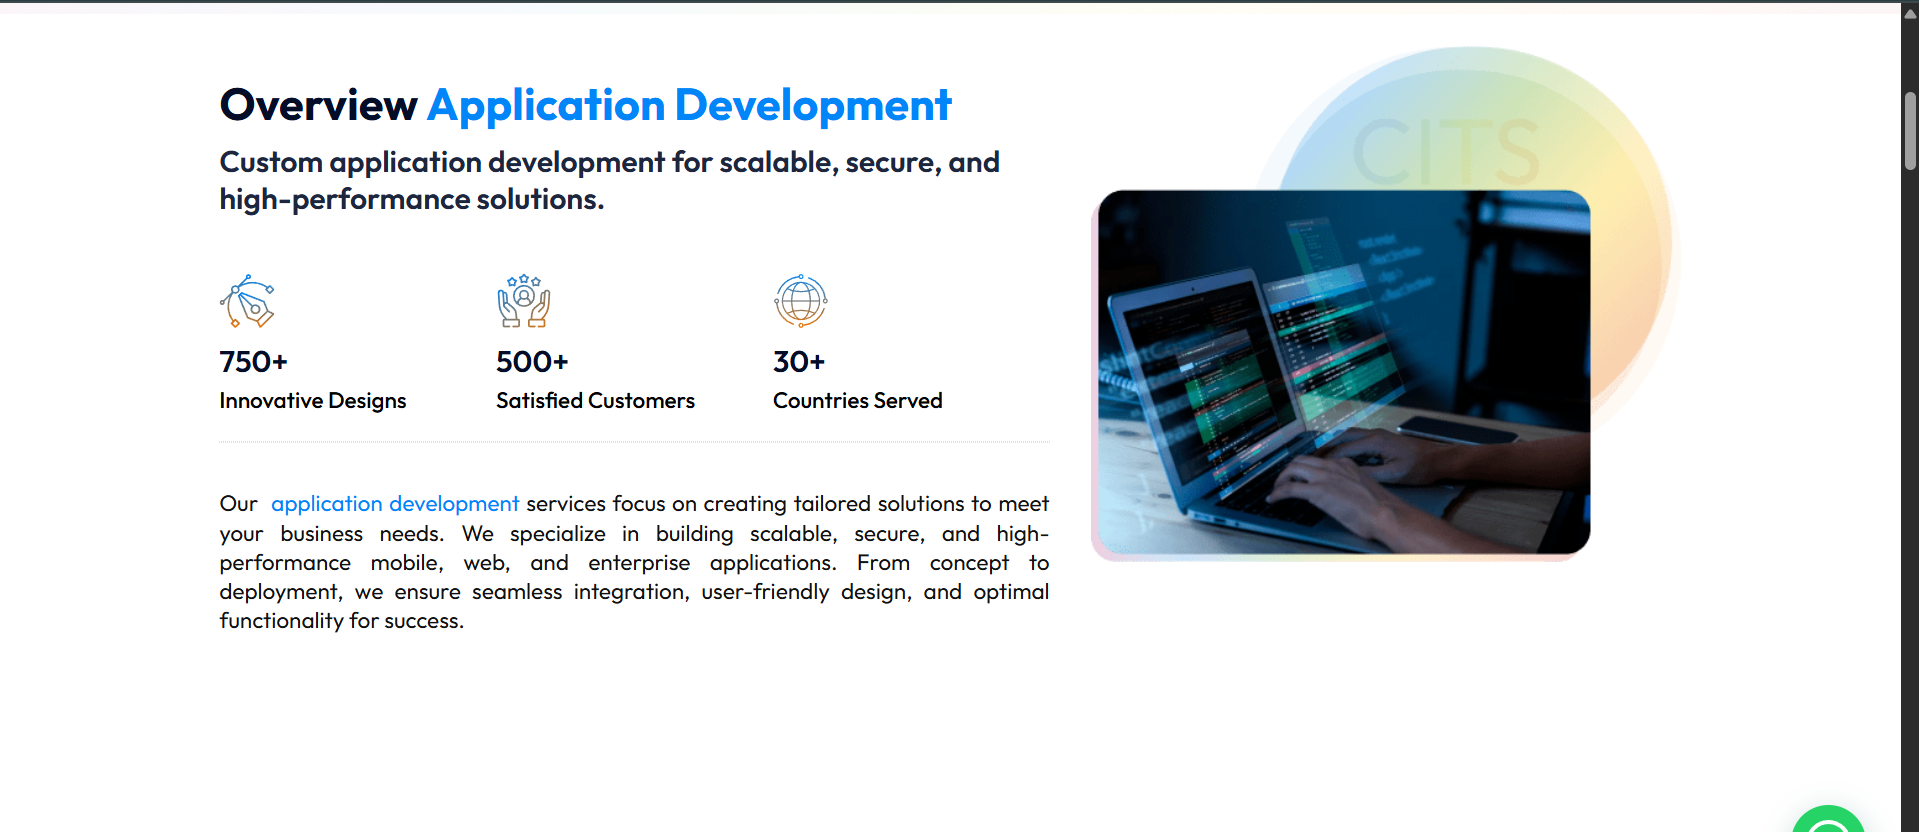 Overview Application Development
Custom application development for scalable, secure, and
high-performance solutions.
CITS
750+
500+
30+
Innovative Designs
Satisfied Customers
Countries Served
Our application development services focus on creating tailored solutions to meet
your business needs. We specialize in building scalable, secure, and high-
performance mobile, web, and enterprise applications. From concept to
deployment, we ensure seamless integration, user-friendly design, and optimal
functionality for success.